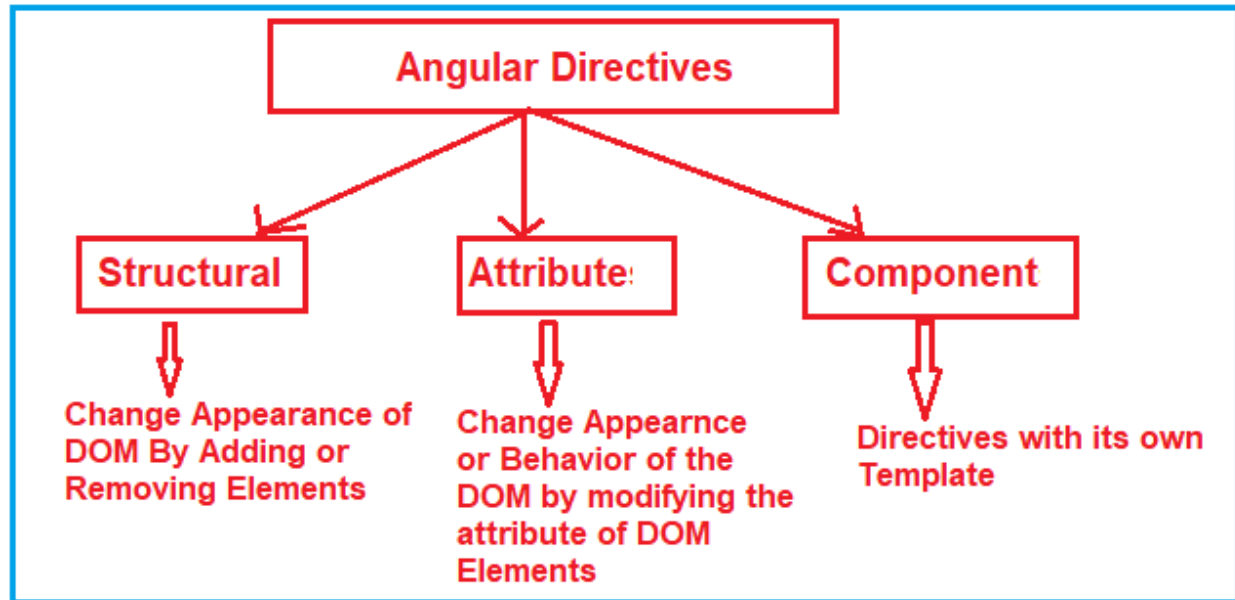 Angular Directives
Structural
Attributes
Component
Change Appearance of
DOM By Adding or
Removing Elements
Change Appearnce
or Behavior of the
DOM by modifying the
attribute of DOM
Elements
Directives with its own
Template